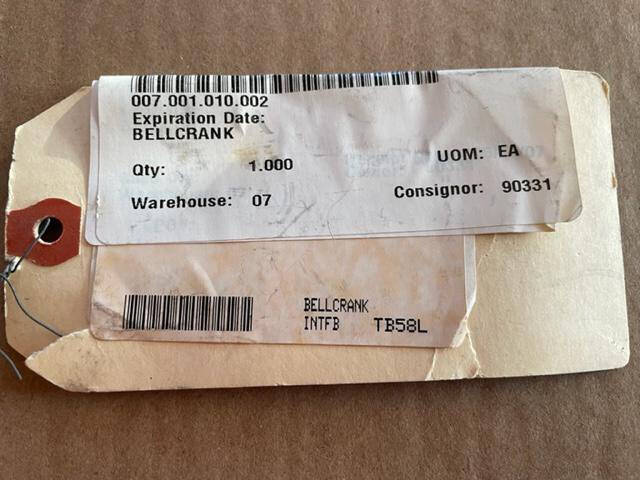 007.001.010.002
Expiration Date:
BELLCRANK
Qty: 1.000 UOM: EA
Warehouse: 07 Consignor: 90331
BELLCRANK
INTFB TB58L